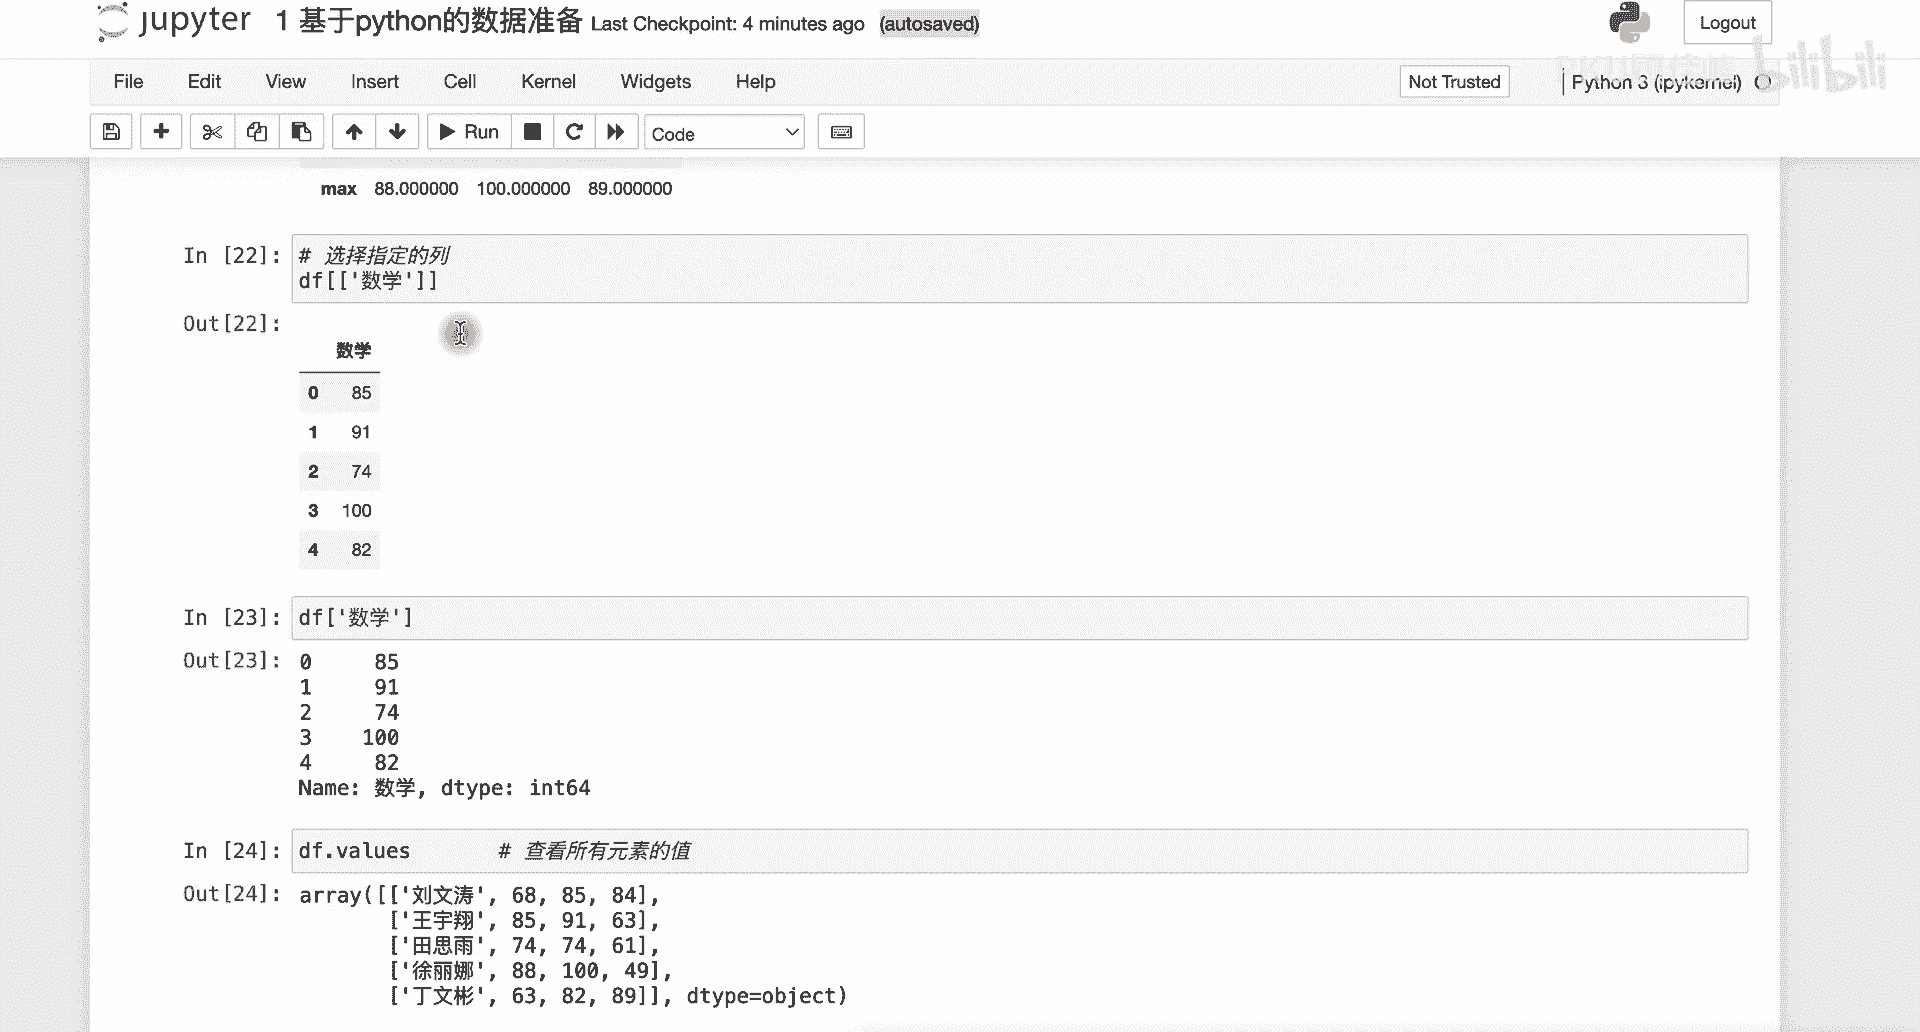 jupyter 1 基于python的数据准备 Last Checkpoint: 4 minutes ago (autosaved) Logout
File Edit View Insert Cell Kernel Widgets Help Not Trusted Python 3 (ipykernel)
bilibili
Run Code
max 88.000000 100.000000 89.000000
In [22]: # 选择指定的列
df[['数学']]
Out[22]:
数学
0 85
1 91
2 74
3 100
4 82
In [23]: df['数学']
Out[23]: 0 85
1 91
2 74
3 100
4 82
Name: 数学, dtype: int64
In [24]: df.values # 查看所有元素的值
Out[24]: array([['刘文涛', 68, 85, 84],
['王宇翔', 85, 91, 63],
['田思雨', 74, 74, 61],
['徐丽娜', 88, 100, 49],
['丁文彬', 63, 82, 89]], dtype=object)